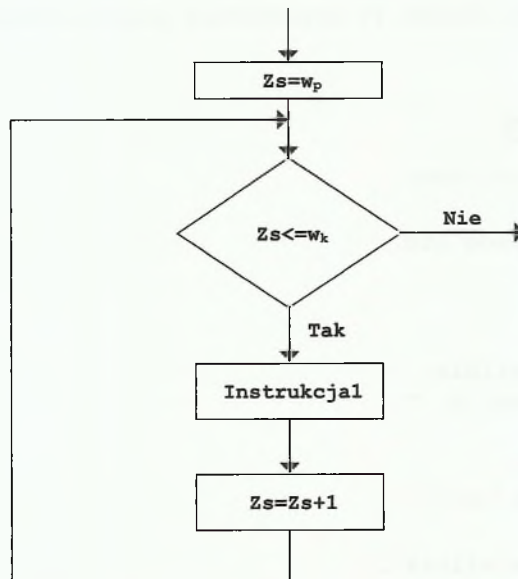 Zs=wp
Zs<=wk
Nie
Tak
Instrukcja1
Zs=Zs+1